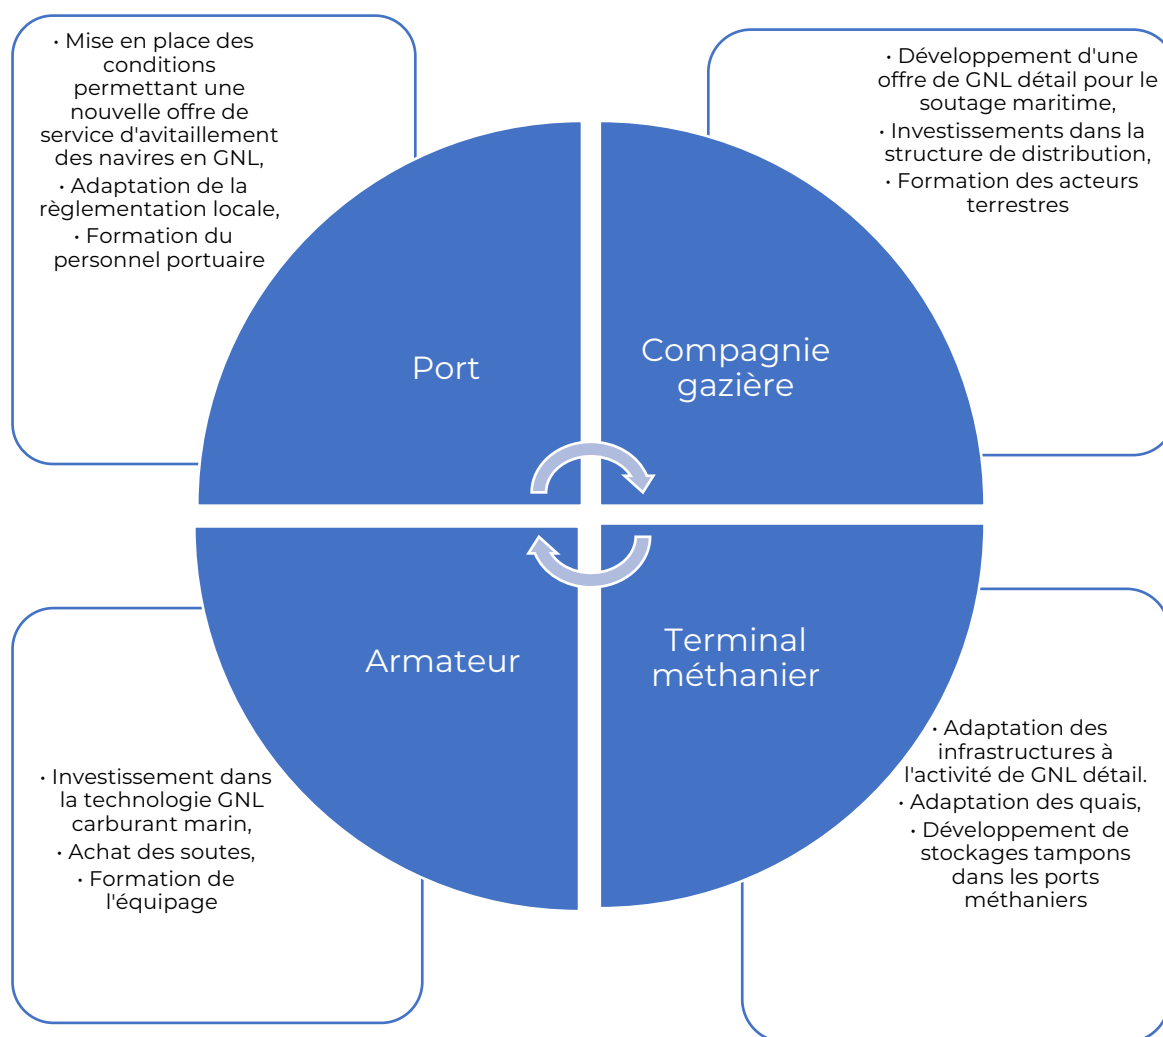 · Mise en place des
conditions
permettant une
nouvelle offre de
service d'avitaillement
des navires en GNL,
· Adaptation de la
règlementation locale,
· Formation du
personnel portuaire
· Développement d'une
offre de GNL détail pour le
soutage maritime,
· Investissements dans la
structure de distribution,
· Formation des acteurs
terrestres
Port
Compagnie
gazière
Armateur
Terminal
méthanier
· Investissement dans
la technologie GNL
carburant marin,
· Achat des soutes,
· Formation de
l'équipage
· Adaptation des
infrastructures à
l'activité de GNL détail.
· Adaptation des quais,
· Développement de
stockages tampons
dans les ports
méthaniers